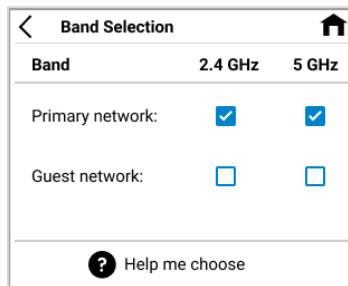 Band Selection
Band 2.4 GHz 5 GHz
Primary network:
Guest network:
? Help me choose